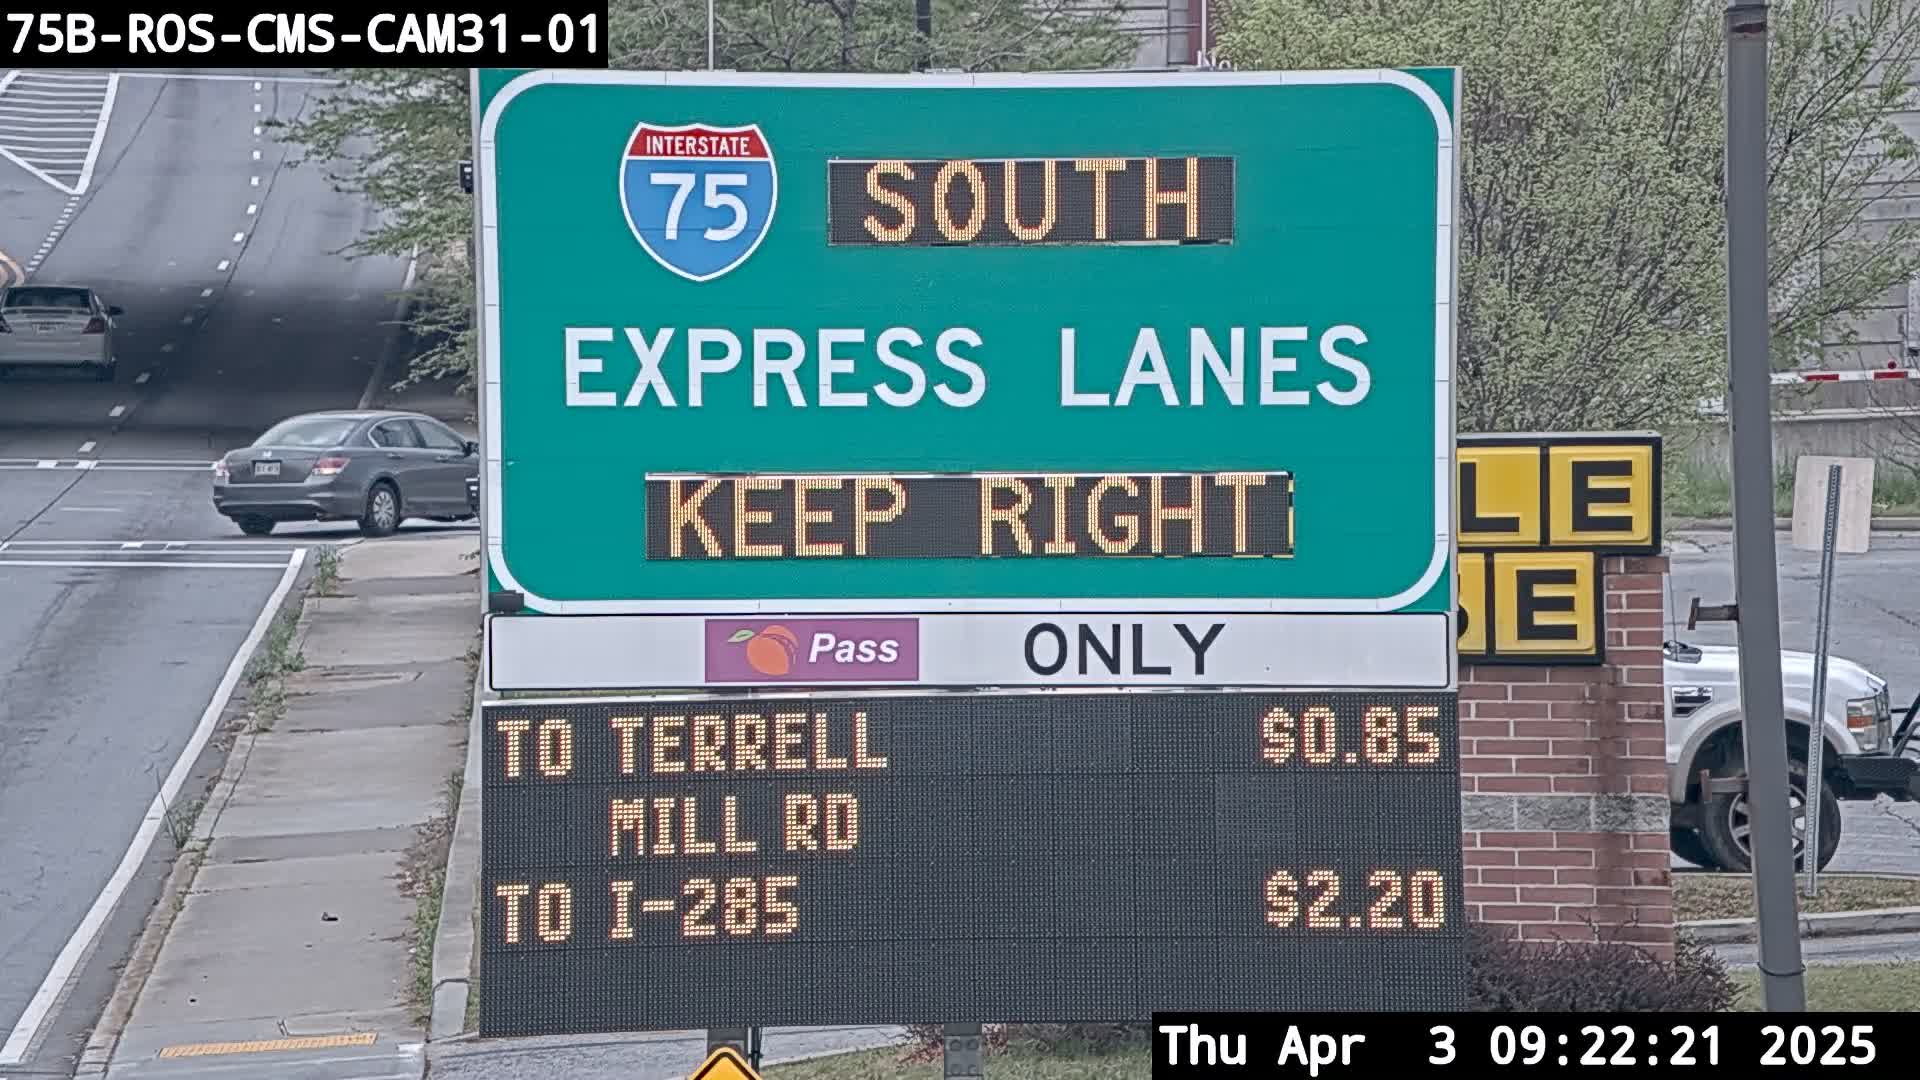 75B-ROS-CMS-CAM31-01
INTERSTATE
75
SOUTH
EXPRESS LANES
KEEP RIGHT
Pass ONLY
TO TERRELL $0.85
MILL RD
TO I-285 $2.20
LE
E
Thu Apr 3 09:22:21 2025